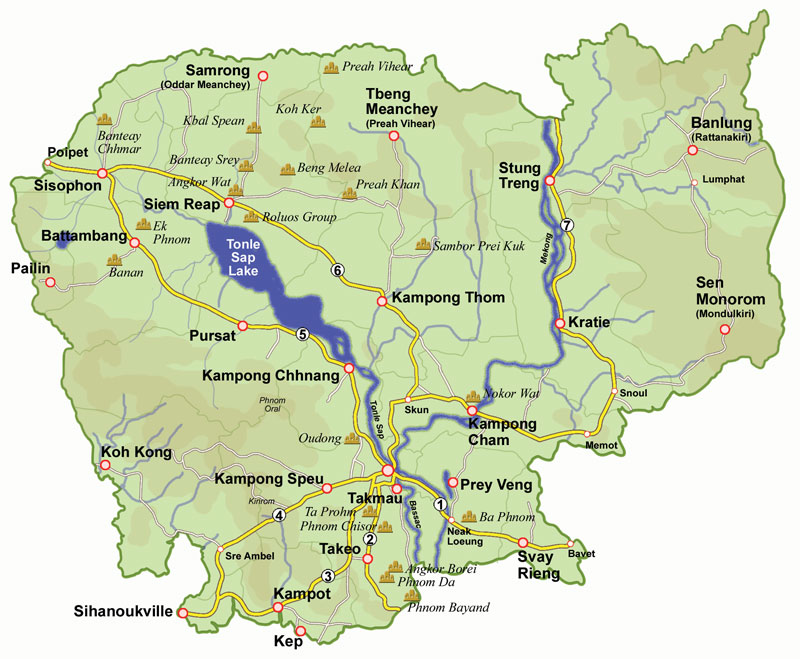 Preah Vihear
Samrong
(Oddar Meanchey)
Tbeng
Meanchey
(Preah Vihear)
Koh Ker
Kbal Spean
Banteay
Chhnar
Banlung
(Rattanakiri)
Poipet
Sisophon
Banteay Srey
Beng Melea
Stung
Treng
Angkor Wat
Preah Khan
Lumphat
Siem Reap
Roluos Group
Ek
Phnom
7
Battambang
Tonle
Sap
Lake
Sambor Prei Kuk
Mekong
Banan
Pailin
6
Sen
Monorom
(Mondulkiri)
Kampong Thom
Kratie
Pursat
5
Kampong Chhnang
Nokor Wat
Snoul
Phnom
Oral
Tonle Sap
Skun
Kampong
Cham
Oudong
Memot
Koh Kong
Kampong Speu
Prey Veng
Takmau
Kirirom
Bassac
1
4
Ta Prohm
Phnom Chisor
Ba Phnom
2
Neak
Loeung
Takeo
Sre Ambel
Svay
Rieng
Bavet
3
Angkor Borei
Phnom Da
Kampot
Phnom Bayand
Sihanoukville
Kep